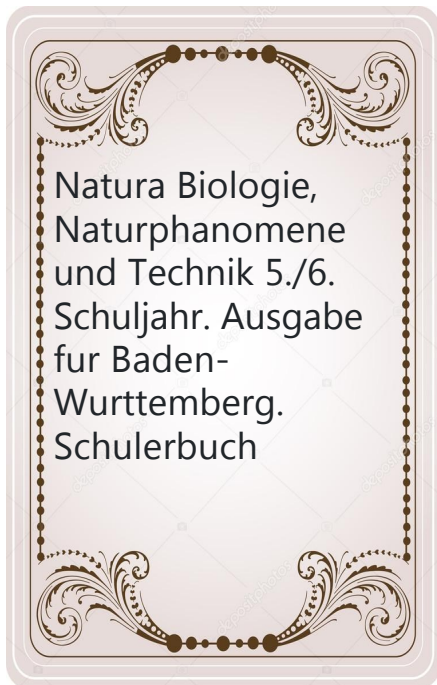 Natura Biologie,
Naturphanomene
und Technik 5./6.
Schuljahr. Ausgabe
fur Baden-
Wurttemberg.
Schulerbuch